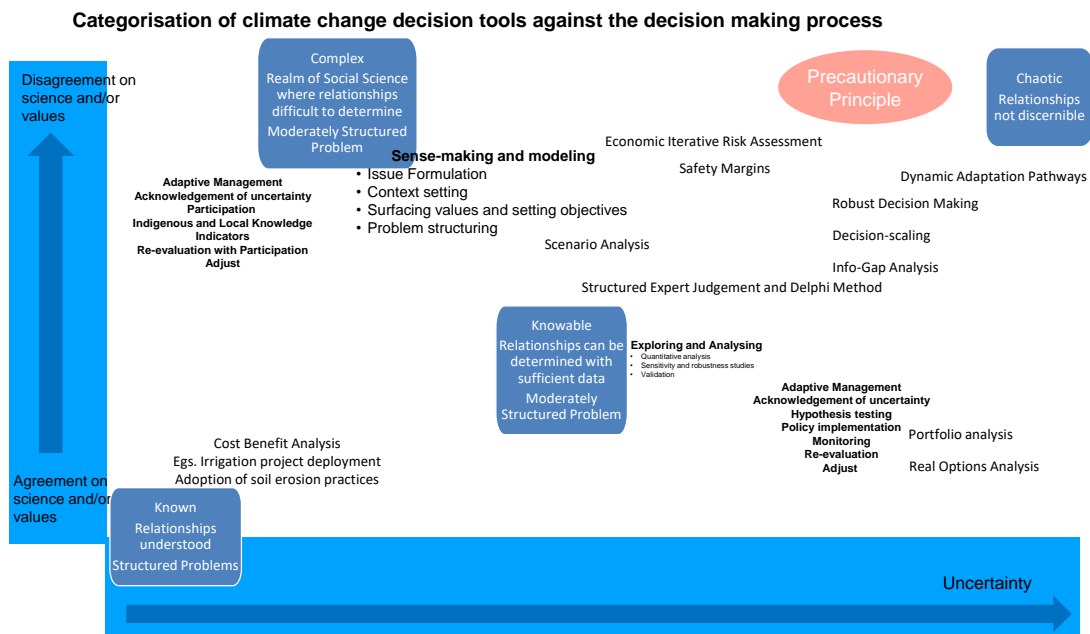 Categorisation of climate change decision tools against the decision making process
Disagreement on
science and/or
values
Complex
Realm of Social Science
where relationships
difficult to determine
Moderately Structured
Problem
Precautionary
Principle
Chaotic
Relationships
not discernible
Economic Iterative Risk Assessment
Safety Margins
Sense-making and modeling
• Issue Formulation
• Context setting
• Surfacing values and setting objectives
• Problem structuring
Adaptive Management
Acknowledgement of uncertainty
Participation
Indigenous and Local Knowledge
Indicators
Re-evaluation with Participation
Adjust
Dynamic Adaptation Pathways
Robust Decision Making
Decision-scaling
Info-Gap Analysis
Scenario Analysis
Structured Expert Judgement and Delphi Method
Knowable
Relationships can be
determined with
sufficient data
Moderately
Structured Problem
Exploring and Analysing
• Quantitative analysis
• Sensitivity and robustness studies
• Validation
Adaptive Management
Acknowledgement of uncertainty
Hypothesis testing
Policy implementation
Monitoring
Re-evaluation
Adjust
Portfolio analysis
Real Options Analysis
Cost Benefit Analysis
Egs. Irrigation project deployment
Adoption of soil erosion practices
Agreement on
science and/or
values
Known
Relationships
understood
Structured Problems
Uncertainty